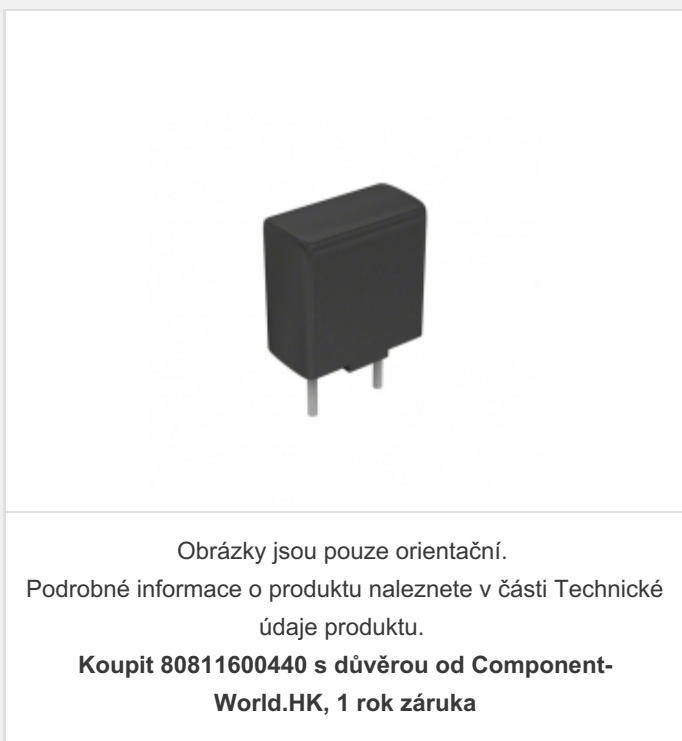 Obrázky jsou pouze orientační.
Podrobné informace o produktu naleznete v části Technické
údaje produktu.
Koupit 80811600440 s důvěrou od Component-
World.HK, 1 rok záruka